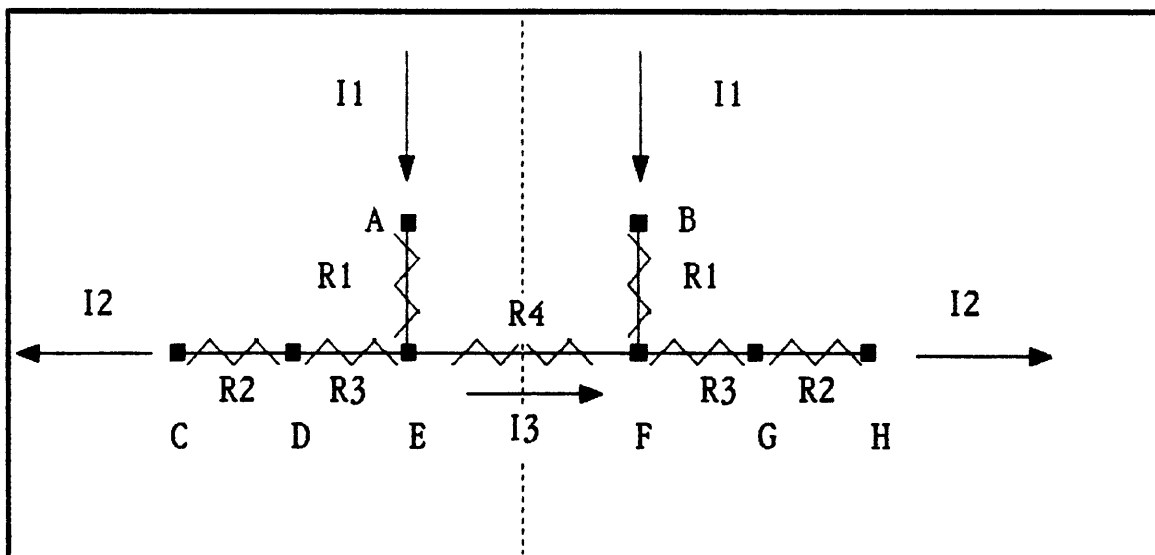 I1 I1
A B
R1 R1
I2 R4 I2
R2 R3 R3 R2
I3
C D E F G H